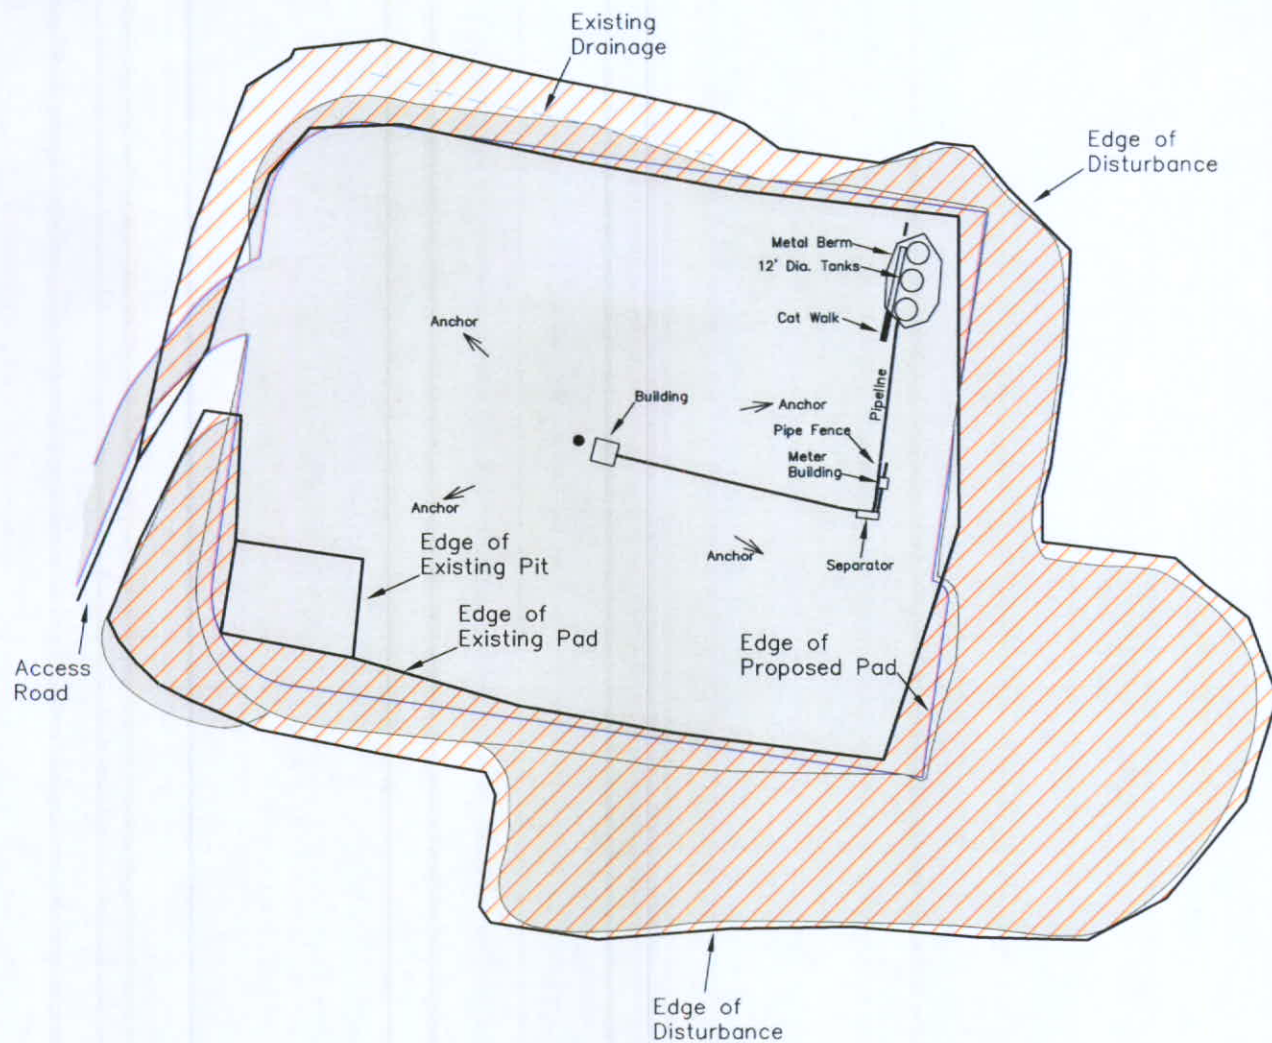 Existing
Drainage
Edge of
Disturbance
Metal Berm
12' Dia. Tanks
Cat Walk
Anchor
Pipeline
Building
Anchor
Pipe Fence
Meter
Building
Anchor
Edge of
Existing Pit
Anchor
Separator
Edge of
Existing Pad
Edge of
Proposed Pad
Access
Road
Edge of
Disturbance